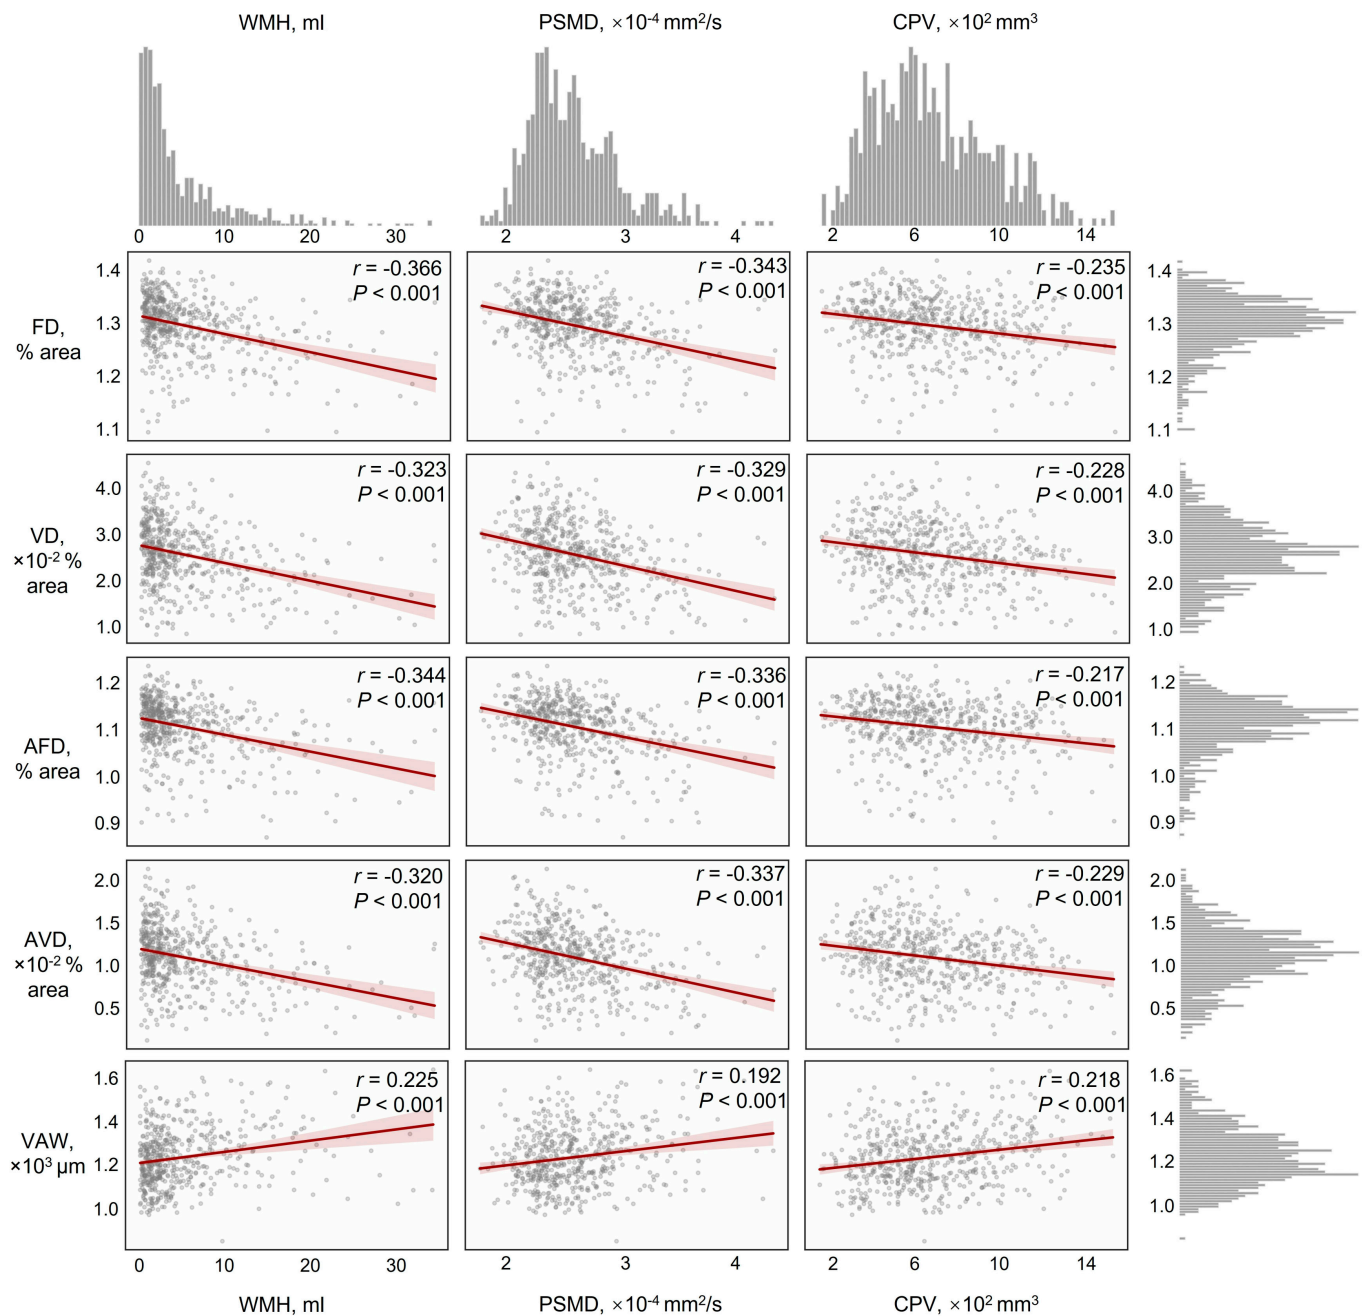 WMH, ml
PSMD, ×10⁻⁴ mm²/s
CPV, ×10² mm³
0 10 20 30
2 3 4
2 6 10 14
FD,
% area
1.4
1.3
1.2
1.1
r = -0.366
P < 0.001
r = -0.343
P < 0.001
r = -0.235
P < 0.001
1.4
1.3
1.2
1.1
VD,
×10⁻² %
area
4.0
3.0
2.0
1.0
r = -0.323
P < 0.001
r = -0.329
P < 0.001
r = -0.228
P < 0.001
4.0
3.0
2.0
1.0
AFD,
% area
1.2
1.1
1.0
0.9
r = -0.344
P < 0.001
r = -0.336
P < 0.001
r = -0.217
P < 0.001
1.2
1.1
1.0
0.9
AVD,
×10⁻² %
area
2.0
1.5
1.0
0.5
r = -0.320
P < 0.001
r = -0.337
P < 0.001
r = -0.229
P < 0.001
2.0
1.5
1.0
0.5
VAW,
×10³ μm
1.6
1.4
1.2
1.0
r = 0.225
P < 0.001
r = 0.192
P < 0.001
r = 0.218
P < 0.001
1.6
1.4
1.2
1.0
0 10 20 30
2 3 4
2 6 10 14
WMH, ml
PSMD, ×10⁻⁴ mm²/s
CPV, ×10² mm³